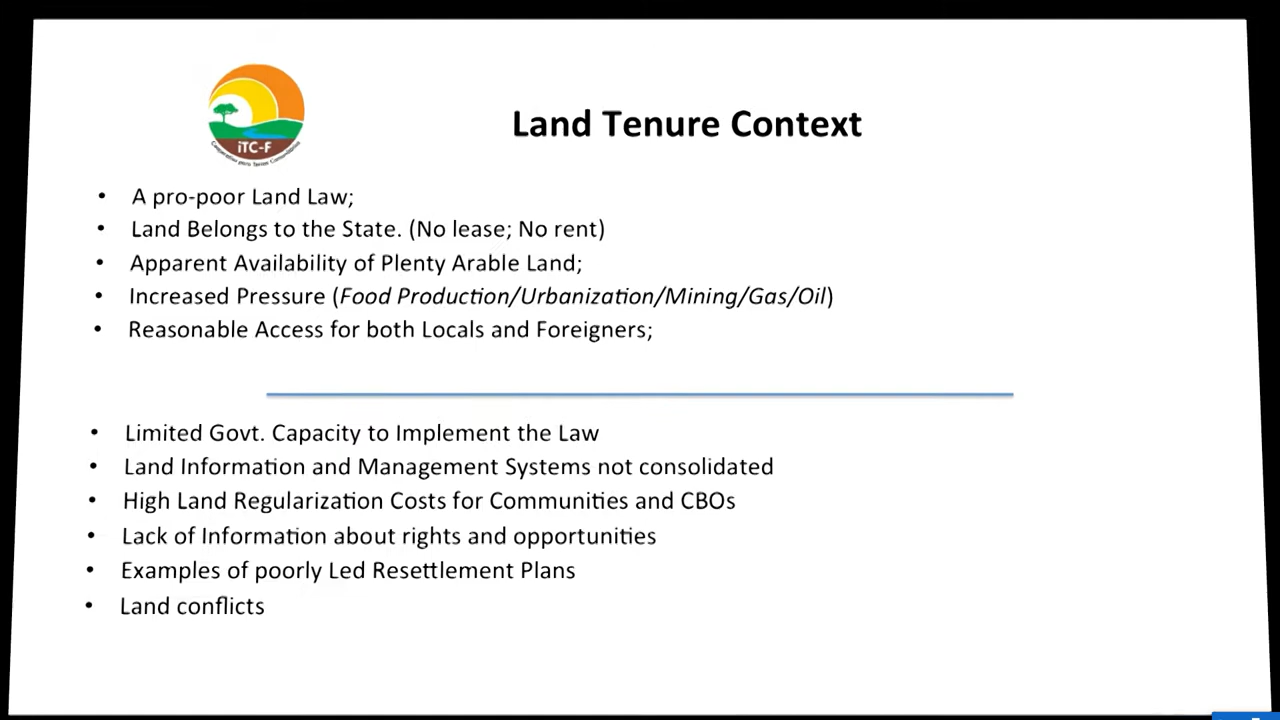 iTC-F
Land Tenure Context
• A pro-poor Land Law;
• Land Belongs to the State. (No lease; No rent)
• Apparent Availability of Plenty Arable Land;
• Increased Pressure (Food Production/Urbanization/Mining/Gas/Oil)
• Reasonable Access for both Locals and Foreigners;
• Limited Govt. Capacity to Implement the Law
• Land Information and Management Systems not consolidated
• High Land Regularization Costs for Communities and CBOs
• Lack of Information about rights and opportunities
• Examples of poorly Led Resettlement Plans
• Land conflicts